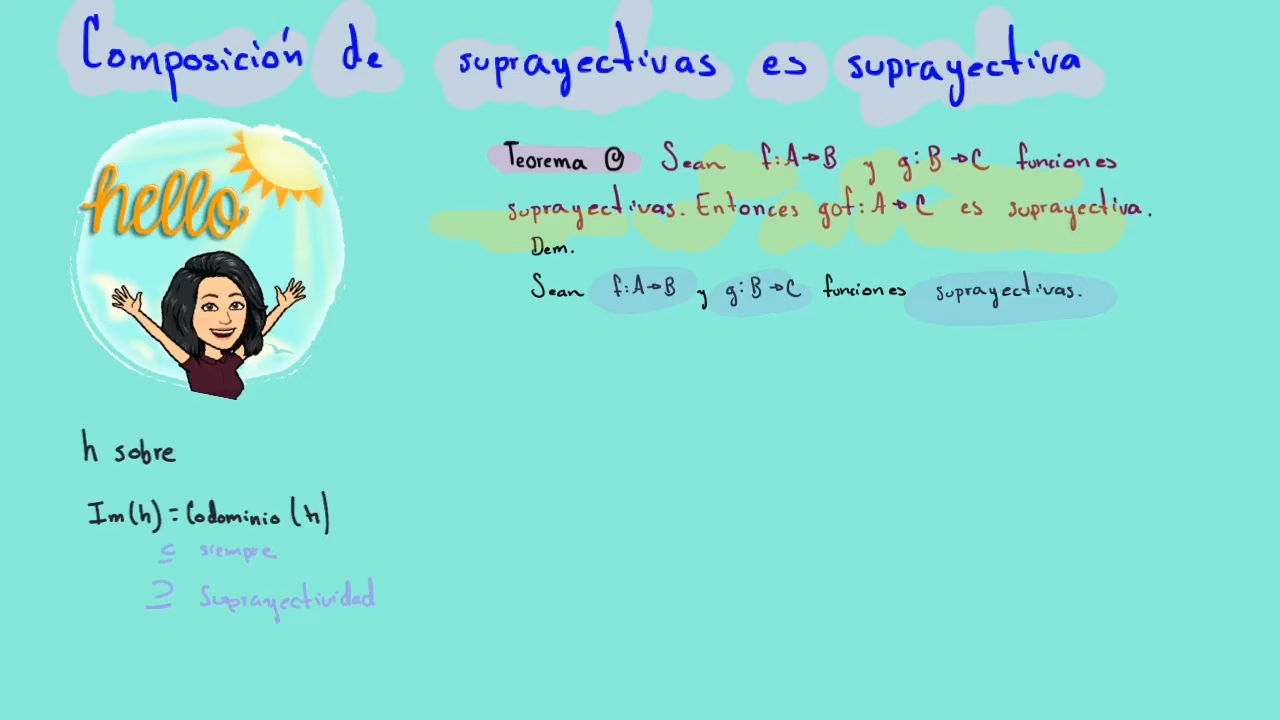 Composición de suprayectivas es suprayectiva
hello
Teorema Sean f: A→B y g: B→C funciones
suprayectivas. Entonces gof: A→C es suprayectiva.
Dem.
Sean f: A→B y g: B→C funciones suprayectivas.
h sobre
Im(h) = Codominio (h)
⊆ siempre
⊇ Suprayectividad